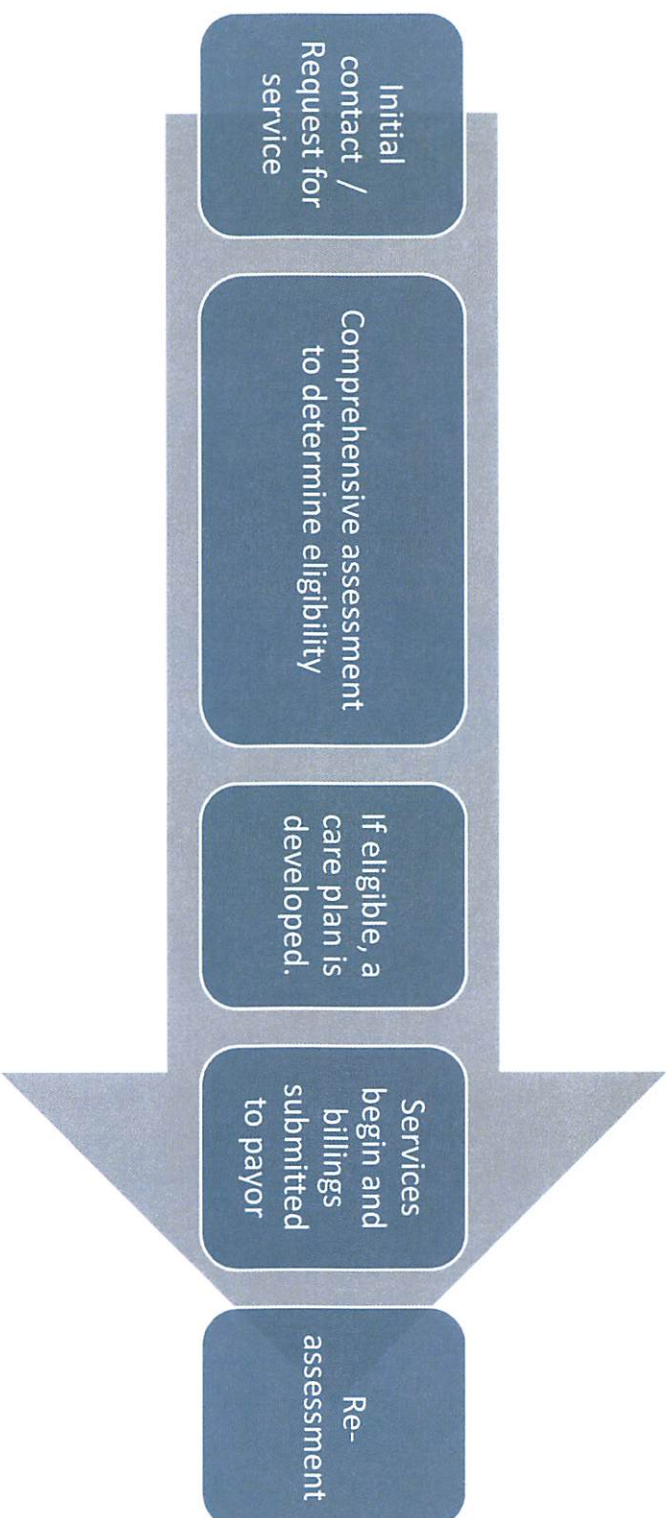 Initial
contact /
Request for
service
Comprehensive assessment
to determine eligibility
If eligible, a
care plan is
developed.
Services
begin and
billings
submitted
to payor
Re-
assessment